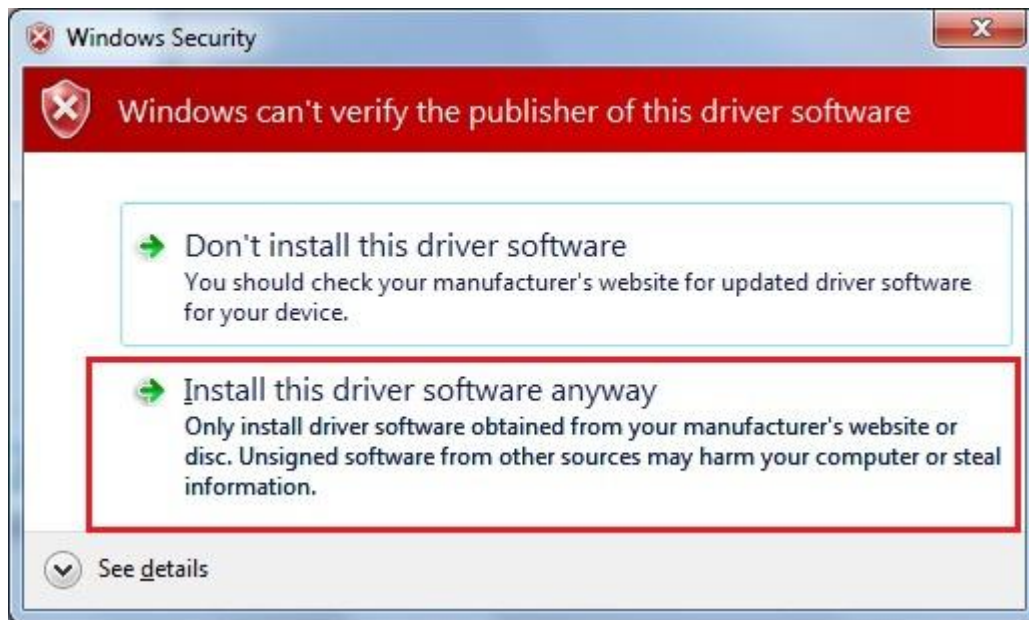 Windows Security
Windows can't verify the publisher of this driver software
Don't install this driver software
You should check your manufacturer's website for updated driver software
for your device.
Install this driver software anyway
Only install driver software obtained from your manufacturer's website or
disc. Unsigned software from other sources may harm your computer or steal
information.
See details